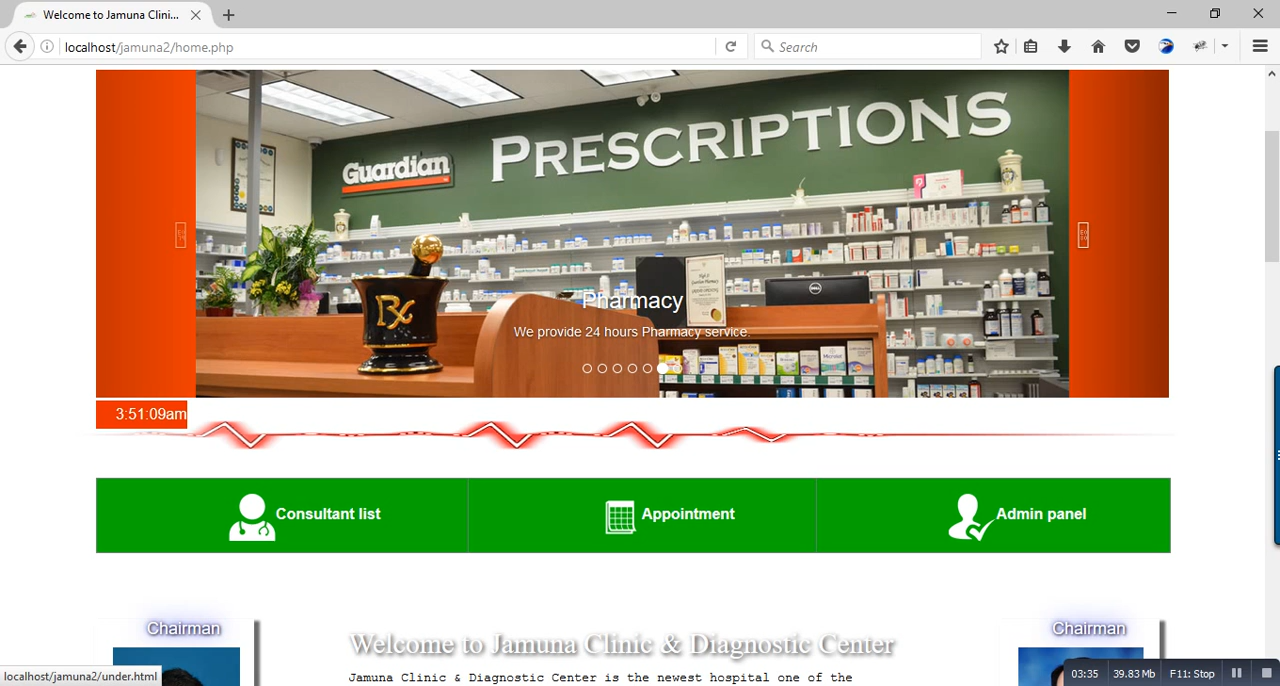 Welcome to Jamuna Clini...
localhost/jamuna2/home.php
Search
PRESCRIPTIONS
Guardian
DELL
Rx
Pharmacy
We provide 24 hours Pharmacy service.
3:51:09am
Consultant list
Appointment
Admin panel
Chairman
Welcome to Jamuna Clinic & Diagnostic Center
Chairman
Jamuna Clinic & Diagnostic Center is the newest hospital one of the
localhost/jamuna2/under.html
03:35
39.83 Mb
F11: Stop